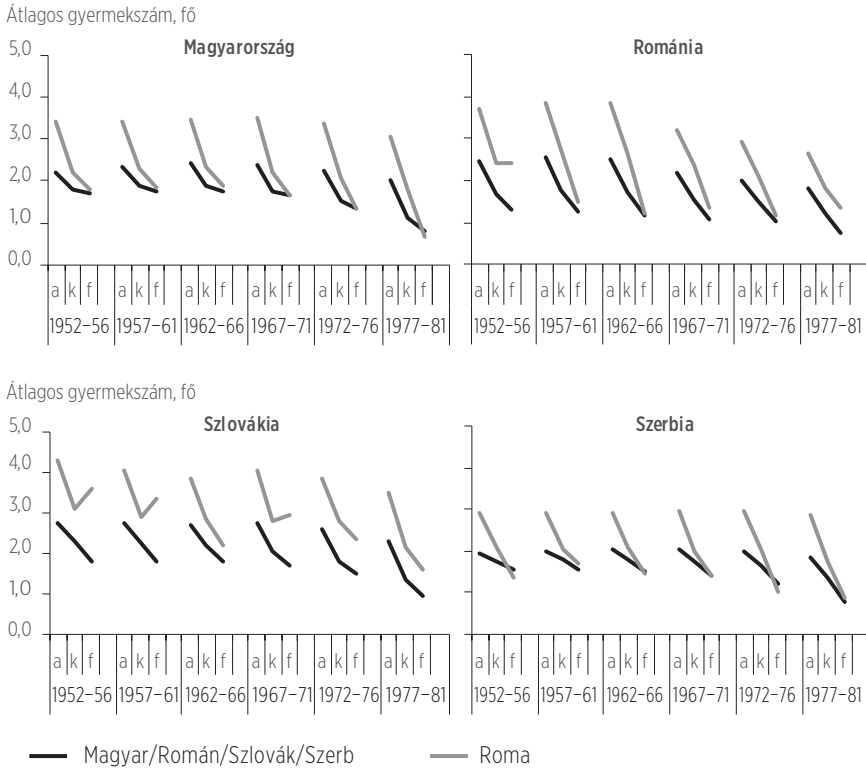 Átlagos gyermekszám, fő
Magyarország
Románia
5,0
4,0
3,0
2,0
1,0
0,0
a k f a k f a k f a k f a k f a k f
1952–56 1957–61 1962–66 1967–71 1972–76 1977–81
a k f a k f a k f a k f a k f a k f
1952–56 1957–61 1962–66 1967–71 1972–76 1977–81
Átlagos gyermekszám, fő
Szlovákia
Szerbia
5,0
4,0
3,0
2,0
1,0
0,0
a k f a k f a k f a k f a k f a k f
1952–56 1957–61 1962–66 1967–71 1972–76 1977–81
a k f a k f a k f a k f a k f a k f
1952–56 1957–61 1962–66 1967–71 1972–76 1977–81
Magyar/Román/Szlovák/Szerb
Roma